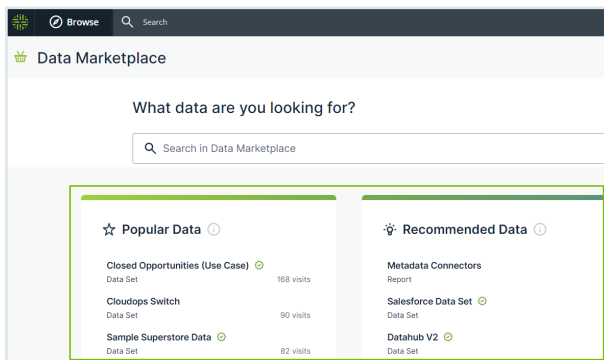 Browse Search
Data Marketplace
What data are you looking for?
Search in Data Marketplace
Popular Data
Closed Opportunities (Use Case)
Data Set 168 visits
Cloudops Switch
Data Set 90 visits
Sample Superstore Data
Data Set 82 visits
Recommended Data
Metadata Connectors
Report
Salesforce Data Set
Data Set
Datahub V2
Data Set